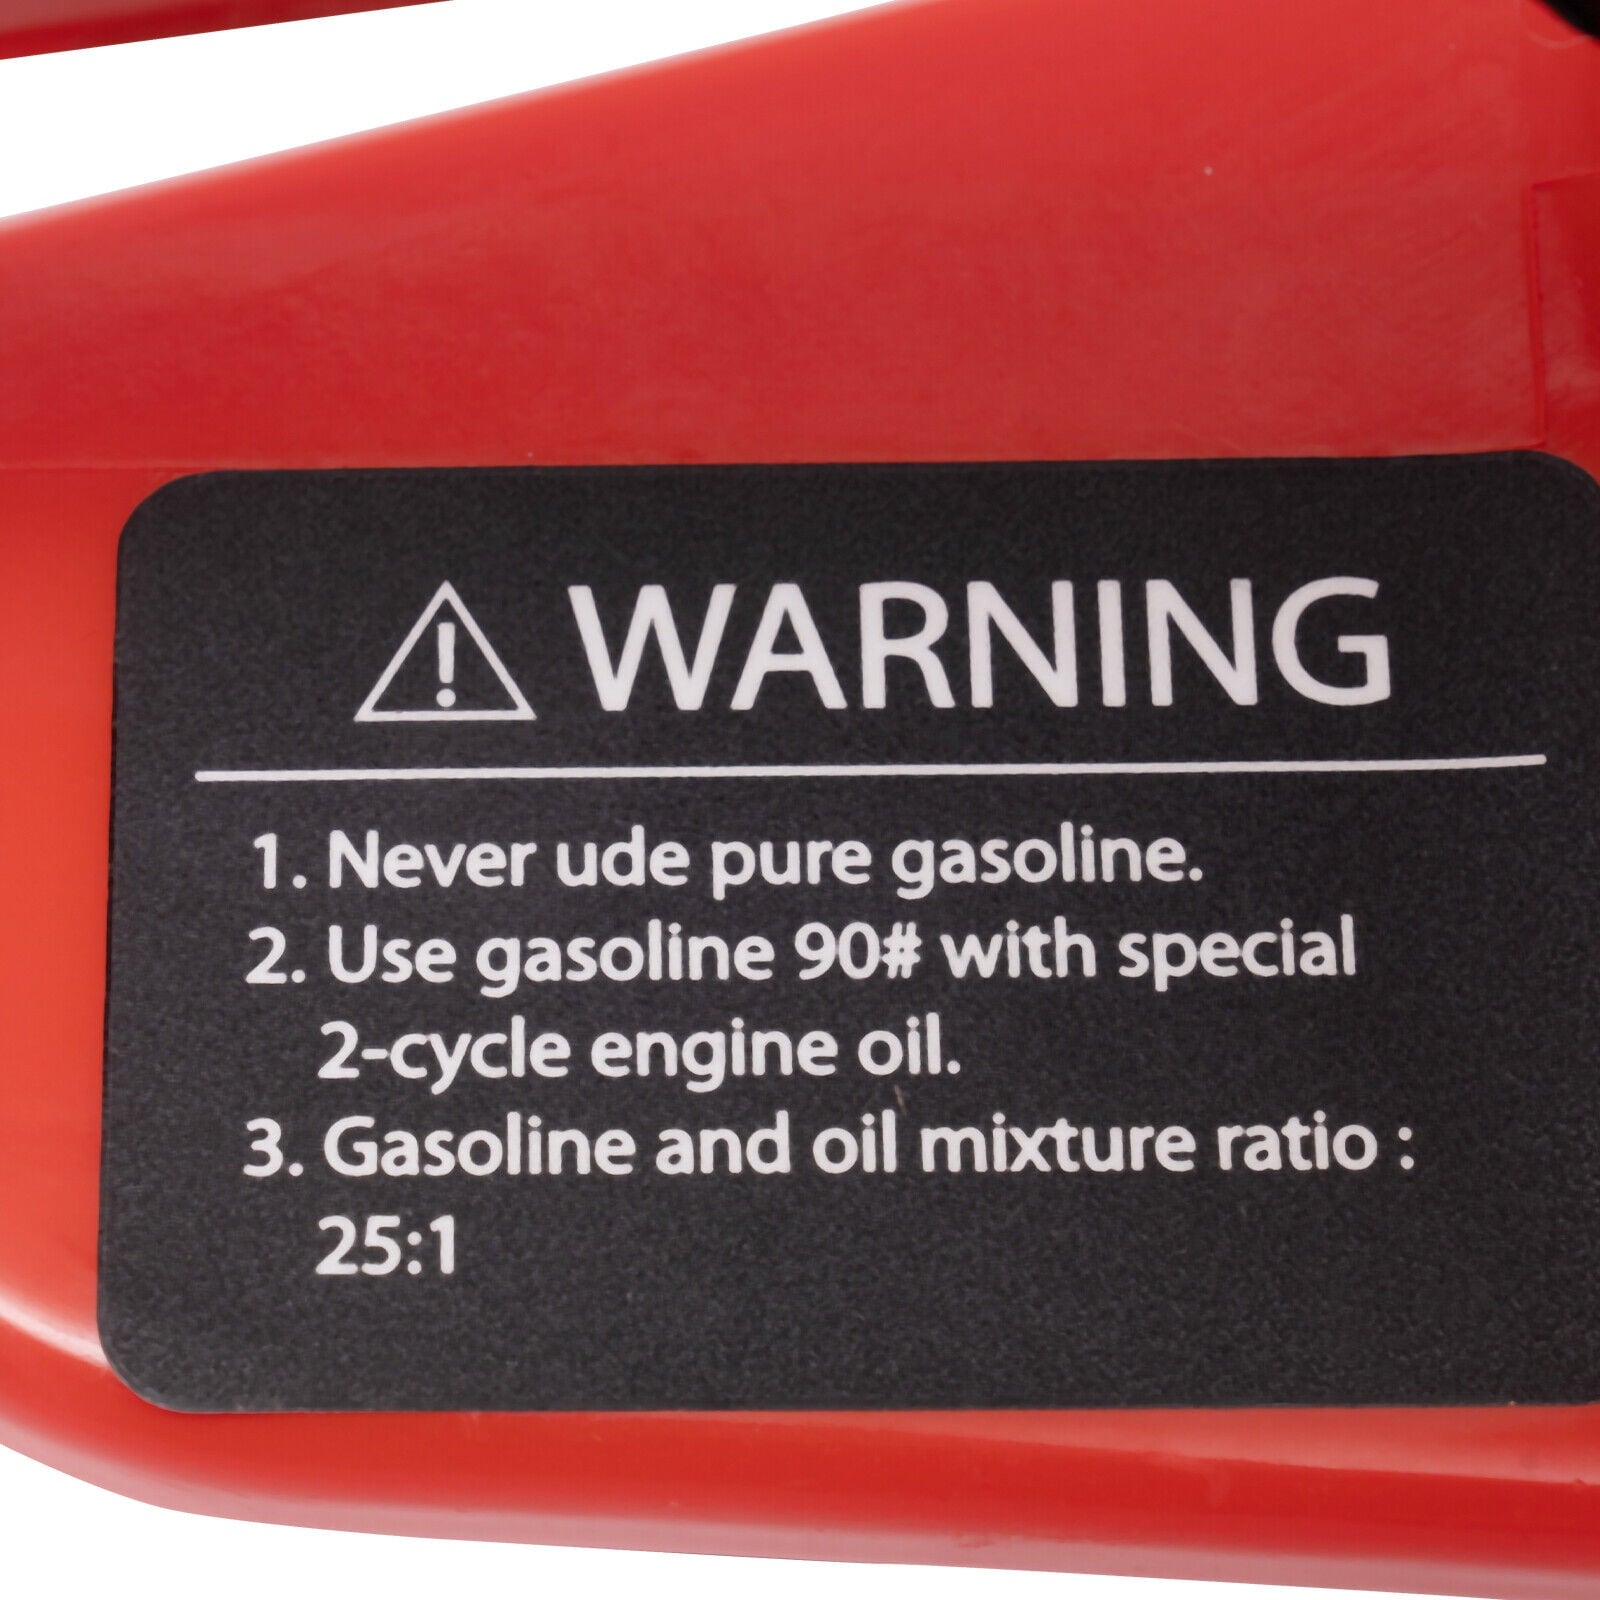 WARNING
1. Never ude pure gasoline.
2. Use gasoline 90# with special
2-cycle engine oil.
3. Gasoline and oil mixture ratio :
25:1